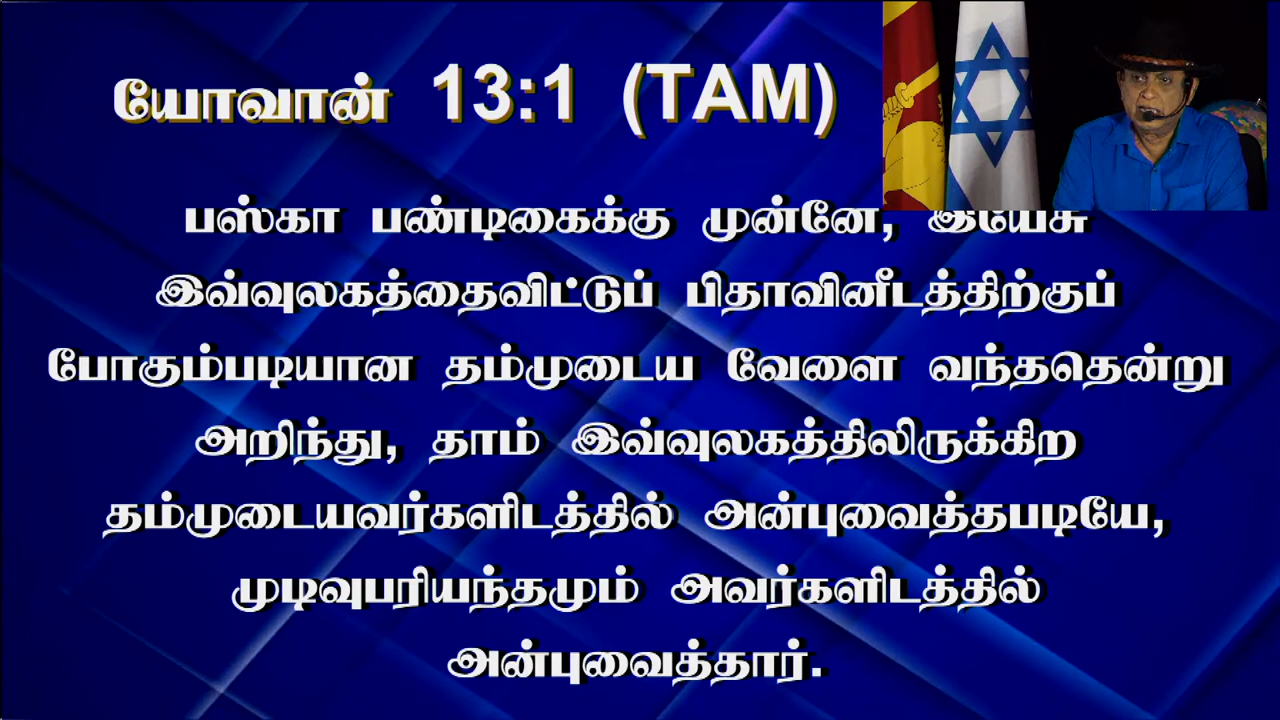 யோவான் 13:1 (TAM)
பஸ்கா பண்டிகைக்கு முன்னே, இயேசு
இவ்வுலகத்தைவிட்டுப் பிதாவினீடத்திற்குப்
போகும்படியான தம்முடைய வேளை வந்ததென்று
அறிந்து, தாம் இவ்வுலகத்திலிருக்கிற
தம்முடையவர்களிடத்தில் அன்புவைத்தபடியே,
முடிவுபரியந்தமும் அவர்களிடத்தில்
அன்புவைத்தார்.